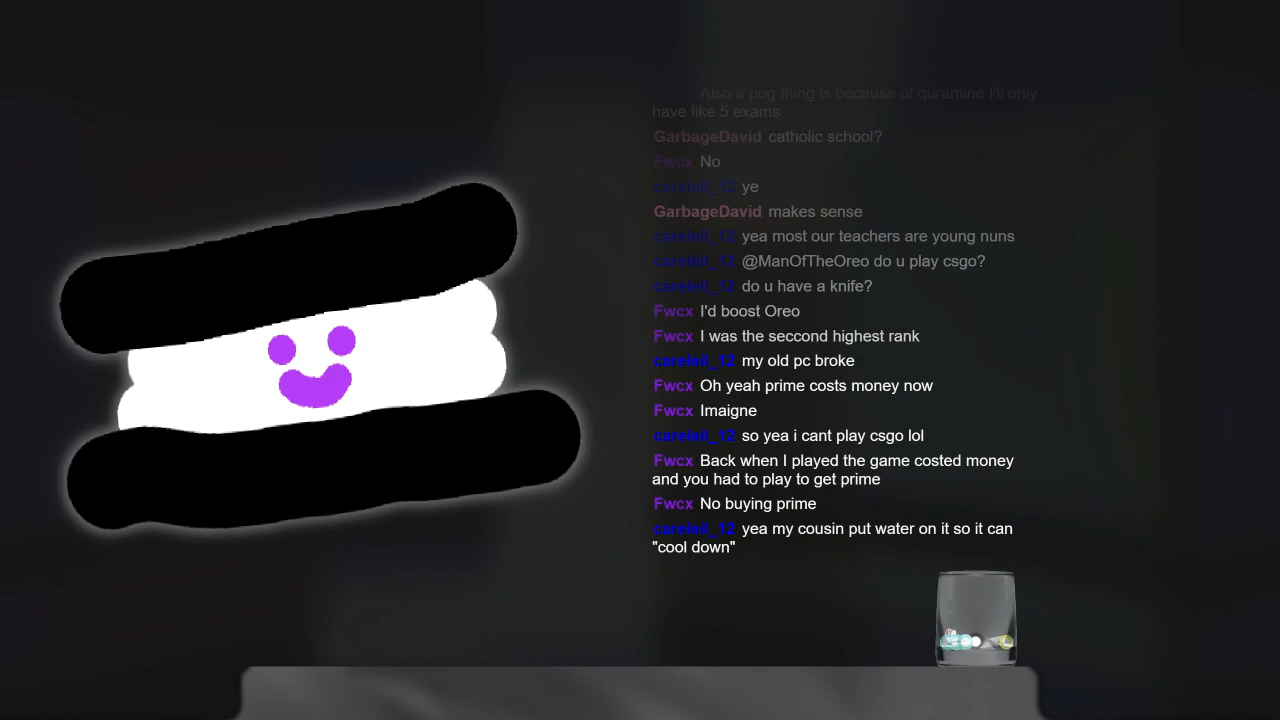 Fwcx Also a pog thing is because of qurantine I'll only
have like 5 exams
GarbageDavid catholic school?
Fwcx No
careleil_12 ye
GarbageDavid makes sense
careleil_12 yea most our teachers are young nuns
careleil_12 @ManOfTheOreo do u play csgo?
careleil_12 do u have a knife?
Fwcx I'd boost Oreo
Fwcx I was the seccond highest rank
careleil_12 my old pc broke
Fwcx Oh yeah prime costs money now
Fwcx Imaigne
careleil_12 so yea i cant play csgo lol
Fwcx Back when I played the game costed money
and you had to play to get prime
Fwcx No buying prime
careleil_12 yea my cousin put water on it so it can
"cool down"